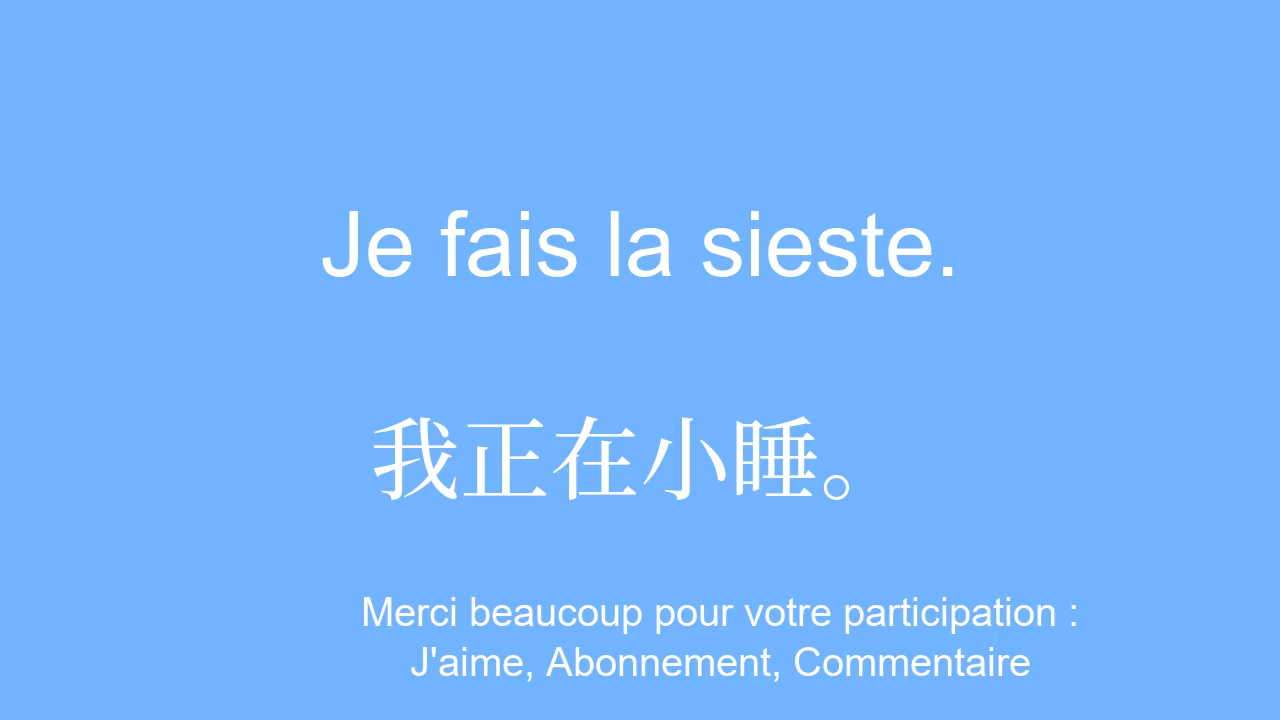 Je fais la sieste.
我正在小睡。
Merci beaucoup pour votre participation :
J'aime, Abonnement, Commentaire